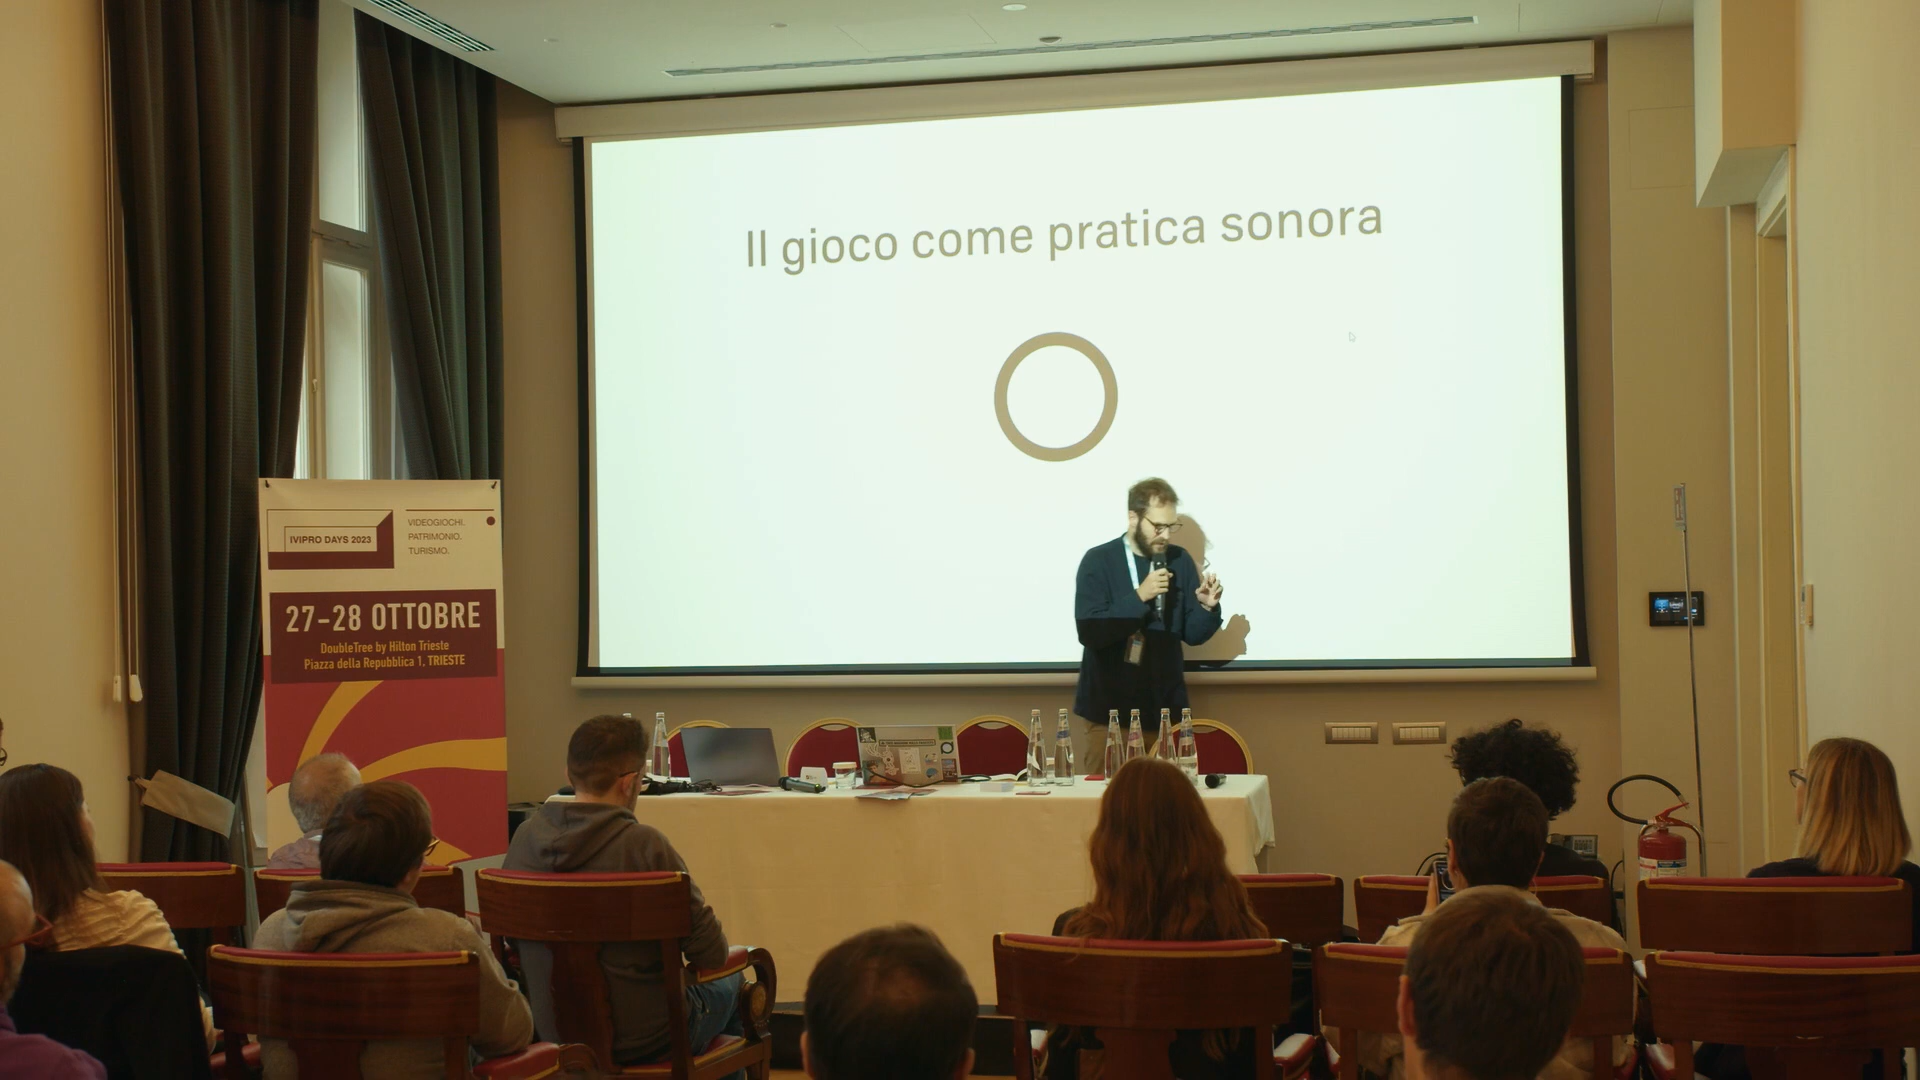 Il gioco come pratica sonora
IVIPRO DAYS 2023
VIDEOGIOCHI.
PATRIMONIO.
TURISMO.
27–28 OTTOBRE
DoubleTree by Hilton Trieste
Piazza della Repubblica 1, TRIESTE